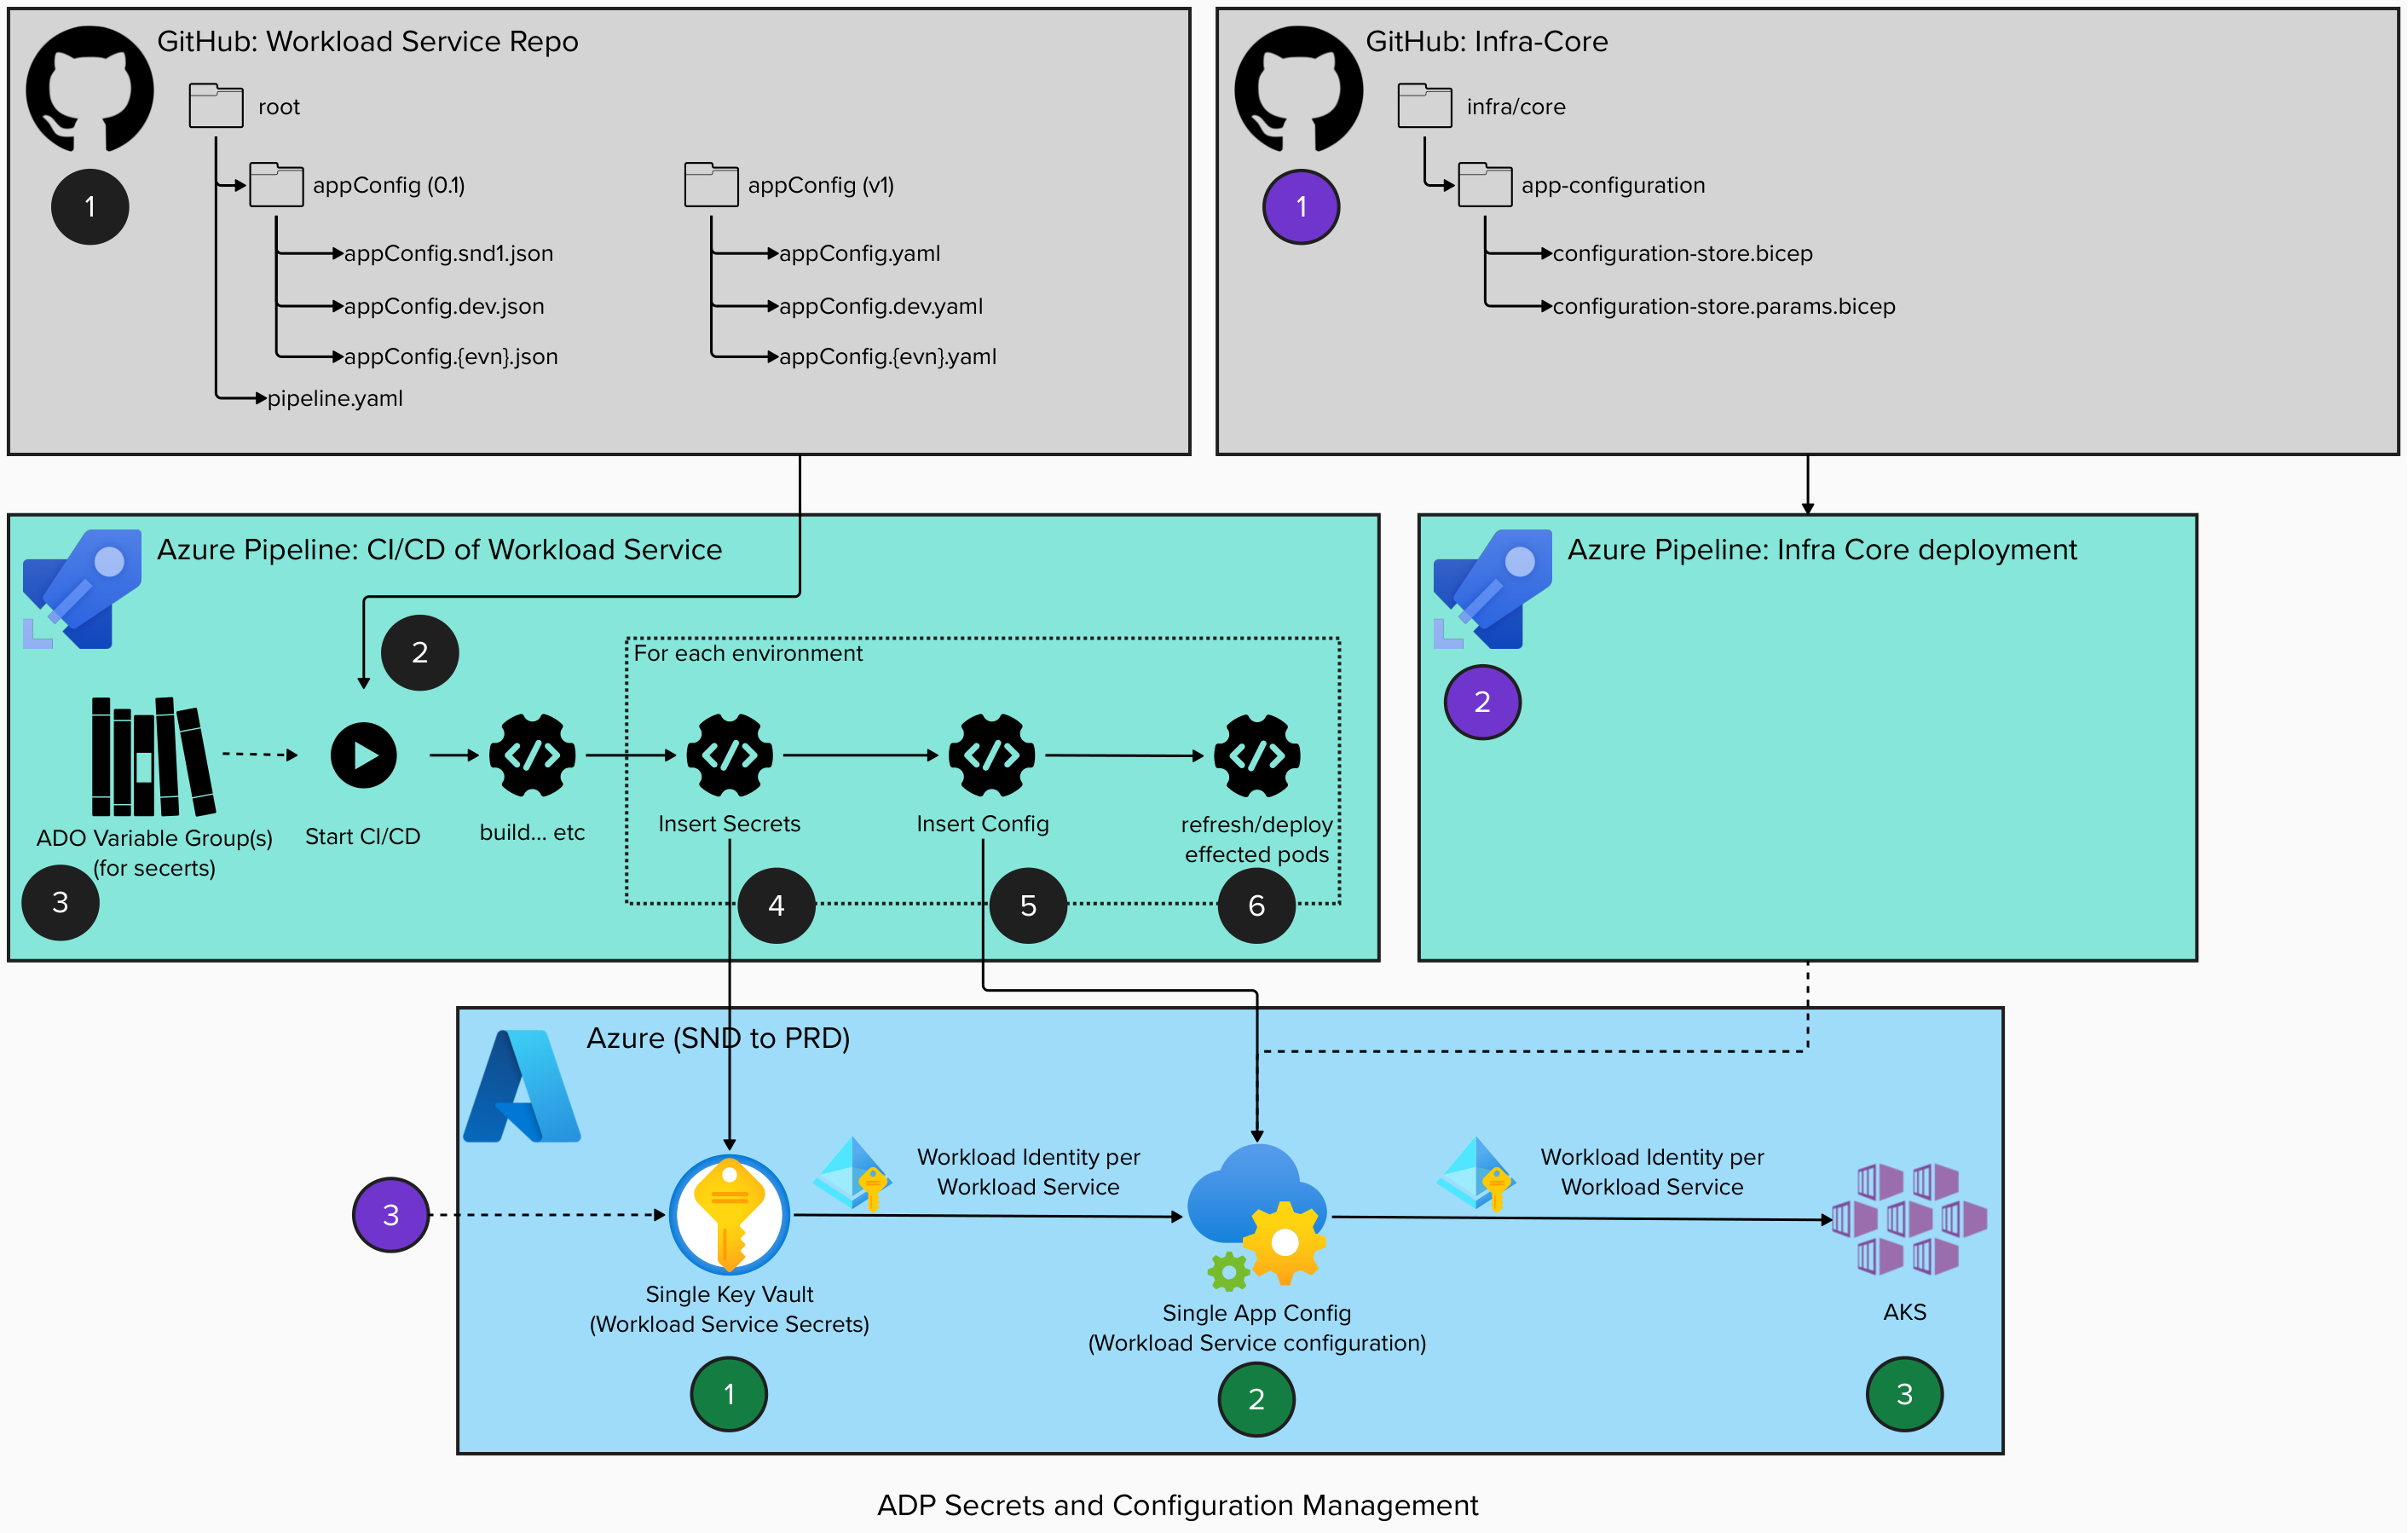 GitHub: Workload Service Repo
root
1
appConfig (0.1)
appConfig.snd1.json
appConfig.dev.json
appConfig.{evn}.json
pipeline.yaml
appConfig (v1)
appConfig.yaml
appConfig.dev.yaml
appConfig.{evn}.yaml
GitHub: Infra-Core
infra/core
1
app-configuration
configuration-store.bicep
configuration-store.params.bicep
Azure Pipeline: CI/CD of Workload Service
2
For each environment
ADO Variable Group(s)
(for secerts)
3
Start CI/CD
build... etc
Insert Secrets
4
Insert Config
5
refresh/deploy
effected pods
6
Azure Pipeline: Infra Core deployment
2
Azure (SND to PRD)
3
Workload Identity per
Workload Service
Workload Identity per
Workload Service
Single Key Vault
(Workload Service Secrets)
1
Single App Config
(Workload Service configuration)
2
AKS
3
ADP Secrets and Configuration Management